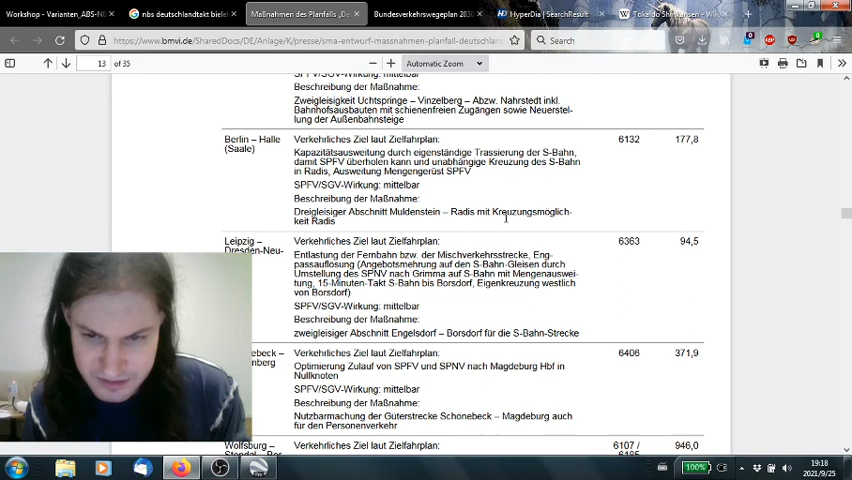 Workshop - Varianten_ABS-NE
nbs deutschlandtakt bielef
Maßnahmen des Planfalls „De
Bundesverkehrswegeplan 2030
HyperDia | SearchResult
Tokaido Shinkansen - Wiki
https://www.bmvi.de/SharedDocs/DE/Anlage/K/presse/sma-entwurf-massnahmen-planfall-deutschland
Search
13 of 35
Automatic Zoom
SPFV/SGV-Wirkung: mittelbar
Beschreibung der Maßnahme:
Zweigleisigkeit Uchtspringe – Vinzelberg – Abzw. Nahrstedt inkl.
Bahnhofsausbauten mit schienenfreien Zugängen sowie Neuerstel-
lung der Außenbahnsteige
Berlin – Halle (Saale)
Verkehrliches Ziel laut Zielfahrplan: 6132 177,8
Kapazitätsausweitung durch eigenständige Trassierung der S-Bahn,
damit SPFV überholen kann und unabhängige Kreuzung des S-Bahn
in Radis, Ausweitung Mengengerüst SPFV
SPFV/SGV-Wirkung: mittelbar
Beschreibung der Maßnahme:
Dreigleisiger Abschnitt Muldenstein – Radis mit Kreuzungsmöglich-
keit Radis
Leipzig –
Dresden-Neu-
Verkehrliches Ziel laut Zielfahrplan: 6363 94,5
Entlastung der Fernbahn bzw. der Mischverkehrsstrecke, Eng-
passauflösung (Angebotsmehrung auf den S-Bahn-Gleisen durch
Umstellung des SPNV nach Grimma auf S-Bahn mit Mengenauswei-
tung, 15-Minuten-Takt S-Bahn bis Borsdorf, Eigenkreuzung westlich
von Borsdorf)
SPFV/SGV-Wirkung: mittelbar
Beschreibung der Maßnahme:
zweigleisiger Abschnitt Engelsdorf – Borsdorf für die S-Bahn-Strecke
ebeck –
nberg
Verkehrliches Ziel laut Zielfahrplan: 6406 371,9
Optimierung Zulauf von SPFV und SPNV nach Magdeburg Hbf in
Nullknoten
SPFV/SGV-Wirkung: mittelbar
Beschreibung der Maßnahme:
Nutzbarmachung der Güterstrecke Schönebeck – Magdeburg auch
für den Personenverkehr
Wolfsburg –
Verkehrliches Ziel laut Zielfahrplan: 6107 / 946,0
100%
19:18
2021/9/25